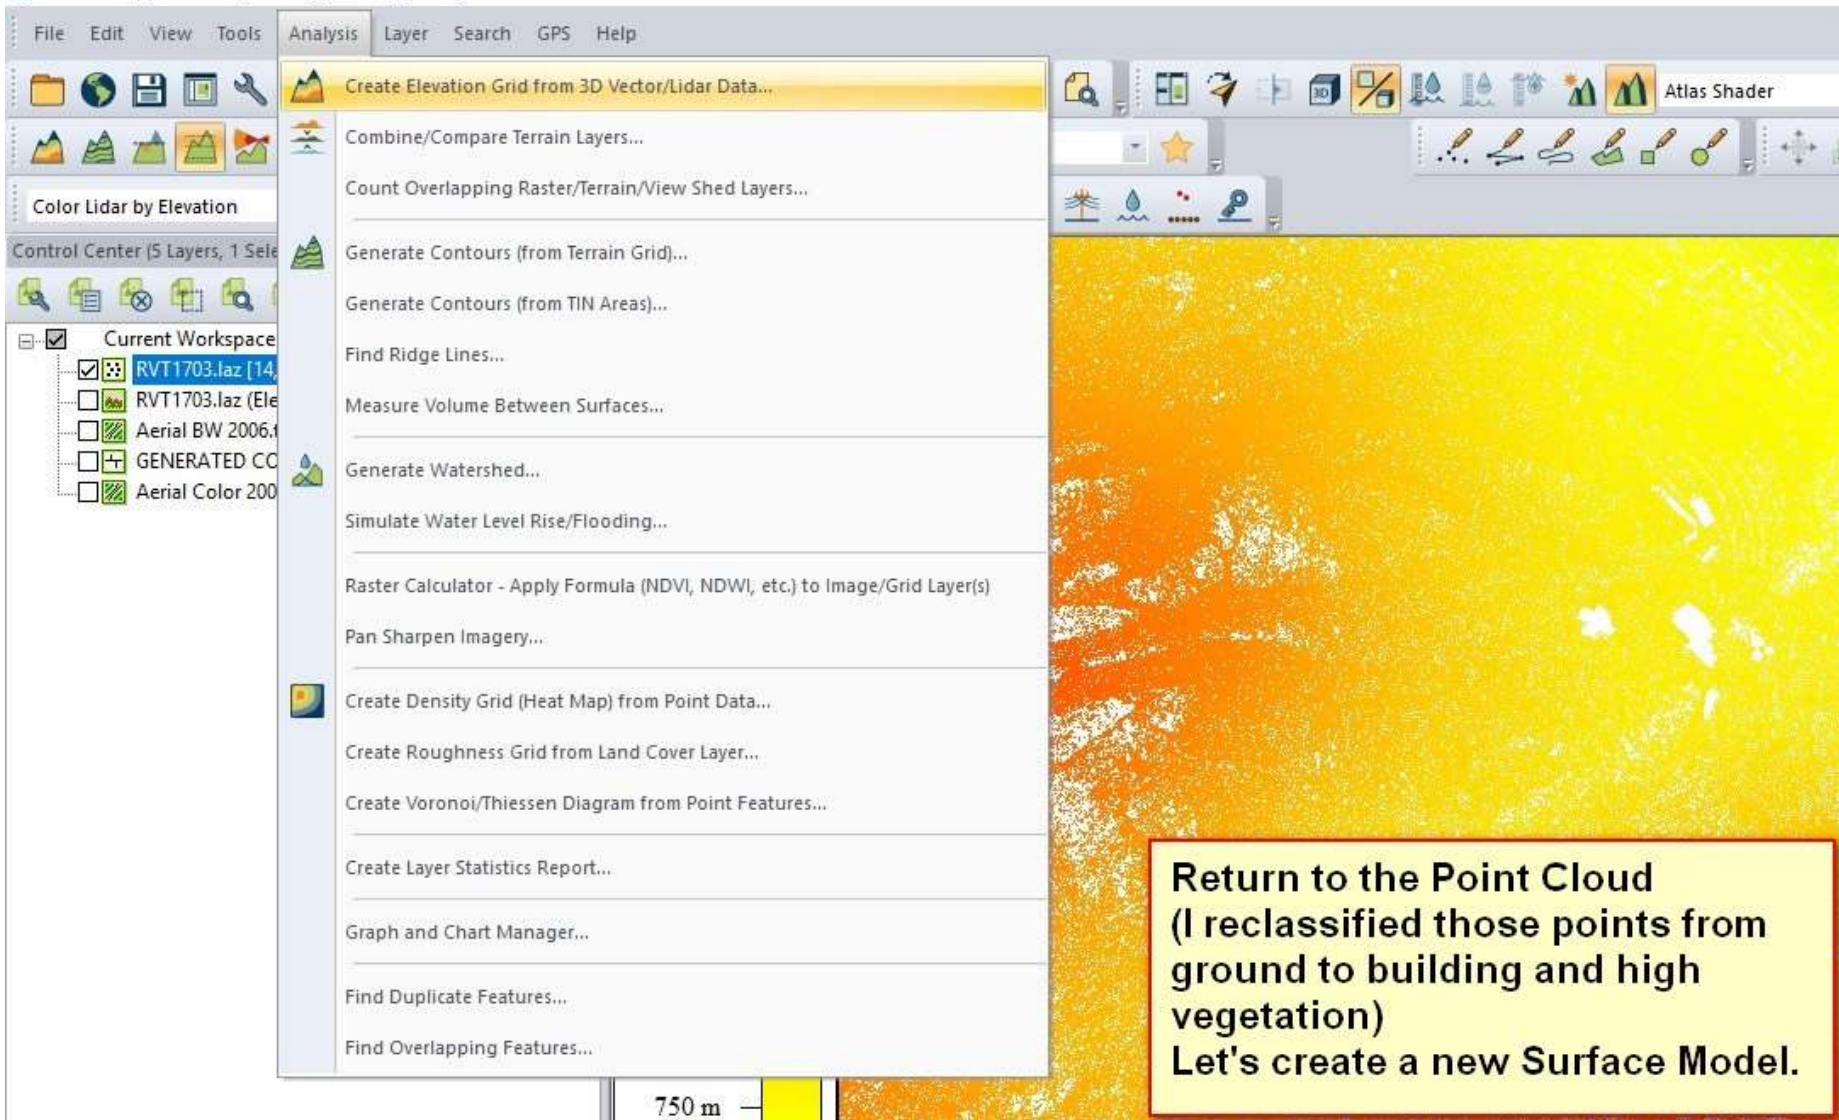 File Edit View Tools Analysis Layer Search GPS Help
Create Elevation Grid from 3D Vector/Lidar Data...
3D
Atlas Shader
Combine/Compare Terrain Layers...
Count Overlapping Raster/Terrain/View Shed Layers...
Color Lidar by Elevation
Control Center (5 Layers, 1 Sele
Generate Contours (from Terrain Grid)...
Generate Contours (from TIN Areas)...
Current Workspace
Find Ridge Lines...
RVT1703.laz [14,
RVT1703.laz (Ele
Measure Volume Between Surfaces...
Aerial BW 2006.t
GENERATED CO
Generate Watershed...
Aerial Color 200
Simulate Water Level Rise/Flooding...
Raster Calculator - Apply Formula (NDVI, NDWI, etc.) to Image/Grid Layer(s)
Pan Sharpen Imagery...
Create Density Grid (Heat Map) from Point Data...
Create Roughness Grid from Land Cover Layer...
Create Voronoi/Thiessen Diagram from Point Features...
Create Layer Statistics Report...
Graph and Chart Manager...
Find Duplicate Features...
Find Overlapping Features...
Return to the Point Cloud
(I reclassified those points from
ground to building and high
vegetation)
Let's create a new Surface Model.
750 m